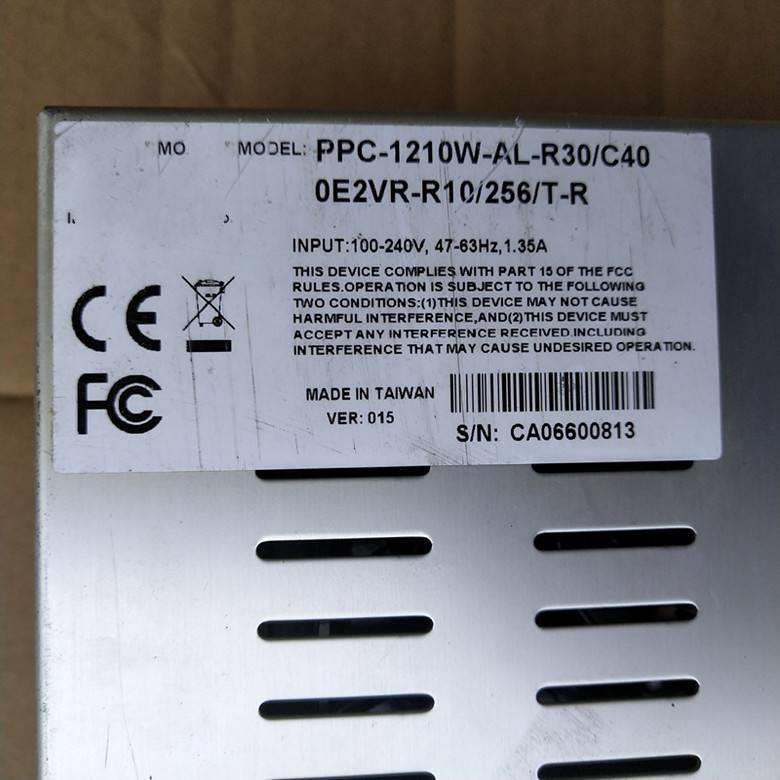 MO MODEL: PPC-1210W-AL-R30/C40
0E2VR-R10/256/T-R
INPUT:100-240V, 47-63Hz,1.35A
THIS DEVICE COMPLIES WITH PART 15 OF THE FCC
RULES.OPERATION IS SUBJECT TO THE FOLLOWING
TWO CONDITIONS:(1)THIS DEVICE MAY NOT CAUSE
HARMFUL INTERFERENCE,AND(2)THIS DEVICE MUST
ACCEPT ANY INTERFERENCE RECEIVED.INCLUDING
INTERFERENCE THAT MAY CAUSE UNDESIRED OPERATION.
CE
FC
MADE IN TAIWAN
VER: 015
S/N: CA06600813